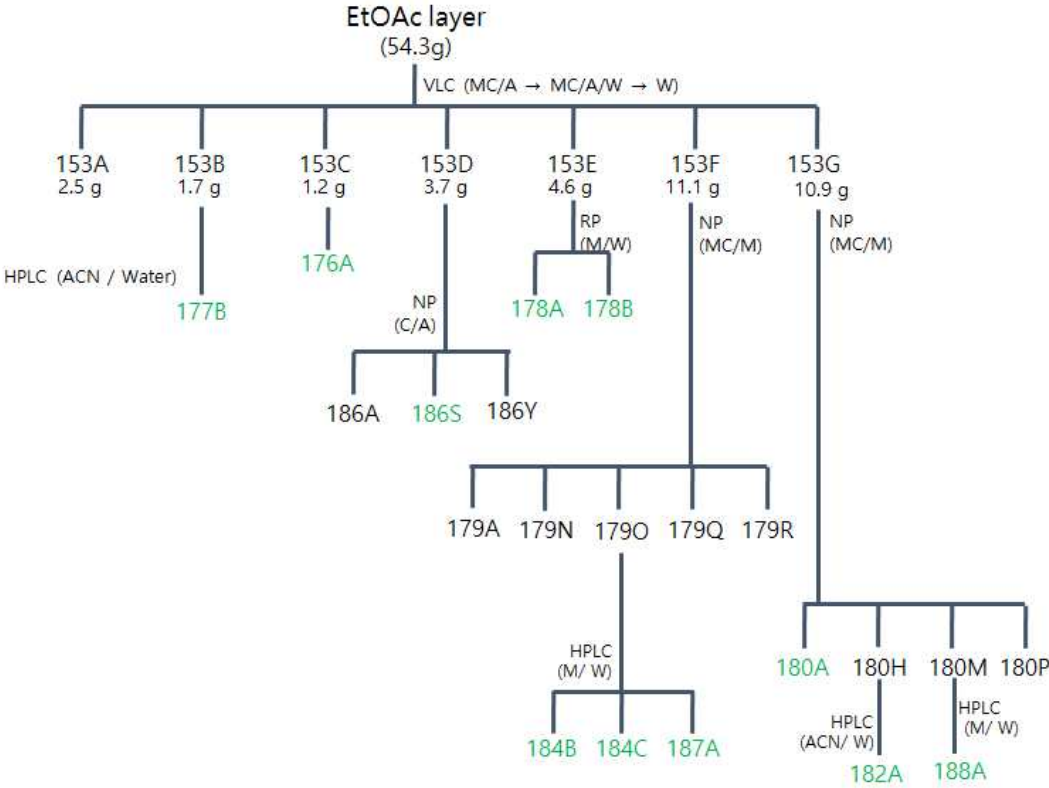 EtOAc layer
(54.3g)
VLC (MC/A → MC/A/W → W)
153A
2.5 g
153B
1.7 g
153C
1.2 g
153D
3.7 g
153E
4.6 g
153F
11.1 g
153G
10.9 g
HPLC (ACN / Water)
177B
176A
NP
(C/A)
186A
186S
186Y
RP
(M/W)
178A
178B
NP
(MC/M)
179A
179N
179O
179Q
179R
HPLC
(M/ W)
184B
184C
187A
NP
(MC/M)
180A
180H
180M
180P
HPLC
(ACN/ W)
182A
HPLC
(M/ W)
188A